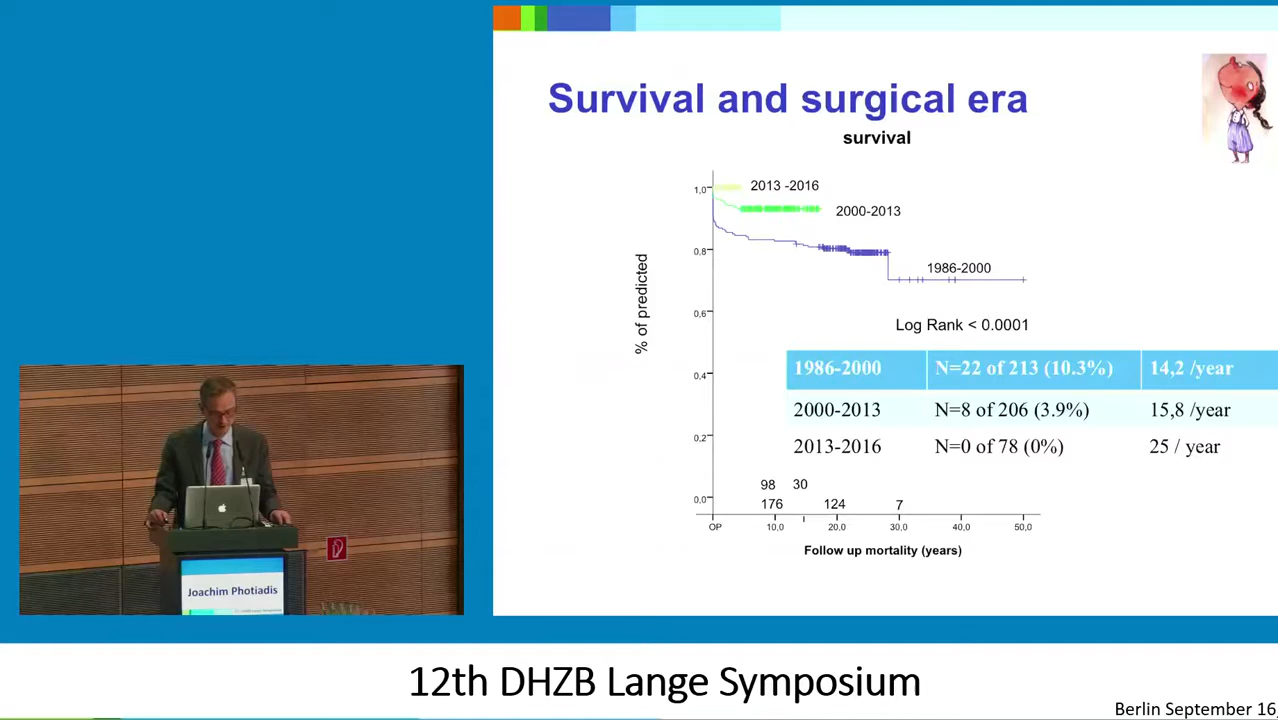 Survival and surgical era
survival
2013 -2016
2000-2013
1986-2000
% of predicted
1,0
0,8
0,6
0,4
0,2
0,0
Log Rank < 0.0001
1986-2000 N=22 of 213 (10.3%) 14,2 /year
2000-2013 N=8 of 206 (3.9%) 15,8 /year
2013-2016 N=0 of 78 (0%) 25 / year
98 30
176 124 7
OP 10,0 20,0 30,0 40,0 50,0
Follow up mortality (years)
Joachim Photiadis
12th DHZB Lange Symposium
Berlin September 16,